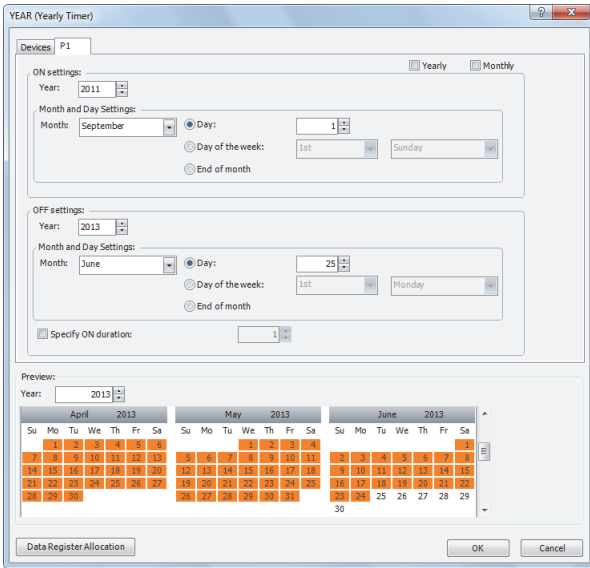 YEAR (Yearly Timer)
Devices P1
Yearly Monthly
ON settings:
Year: 2011
Month and Day Settings:
Month: September Day: 1
Day of the week: 1st Sunday
End of month
OFF settings:
Year: 2013
Month and Day Settings:
Month: June Day: 25
Day of the week: 1st Monday
End of month
Specify ON duration: 1
Preview:
Year: 2013
April 2013 May 2013 June 2013
Su Mo Tu We Th Fr Sa Su Mo Tu We Th Fr Sa Su Mo Tu We Th Fr Sa
1 2 3 4 5 6 1 2 3 4 1
7 8 9 10 11 12 13 5 6 7 8 9 10 11 2 3 4 5 6 7 8
14 15 16 17 18 19 20 12 13 14 15 16 17 18 9 10 11 12 13 14 15
21 22 23 24 25 26 27 19 20 21 22 23 24 25 16 17 18 19 20 21 22
28 29 30 26 27 28 29 30 31 23 24 25 26 27 28 29
30
Data Register Allocation OK Cancel